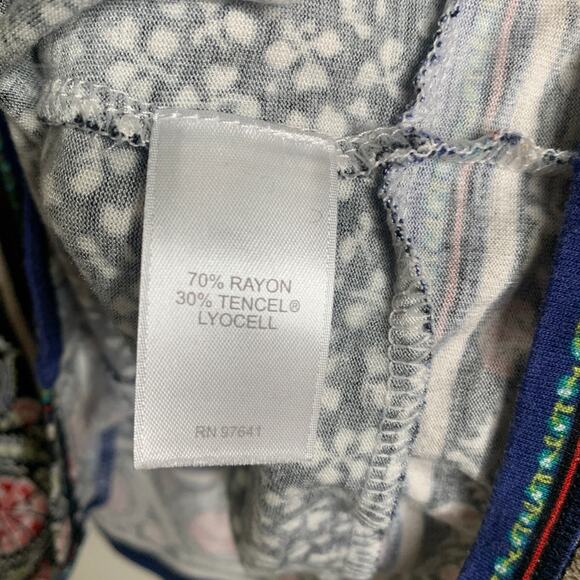 70% RAYON
30% TENCEL®
LYOCELL
RN 97641